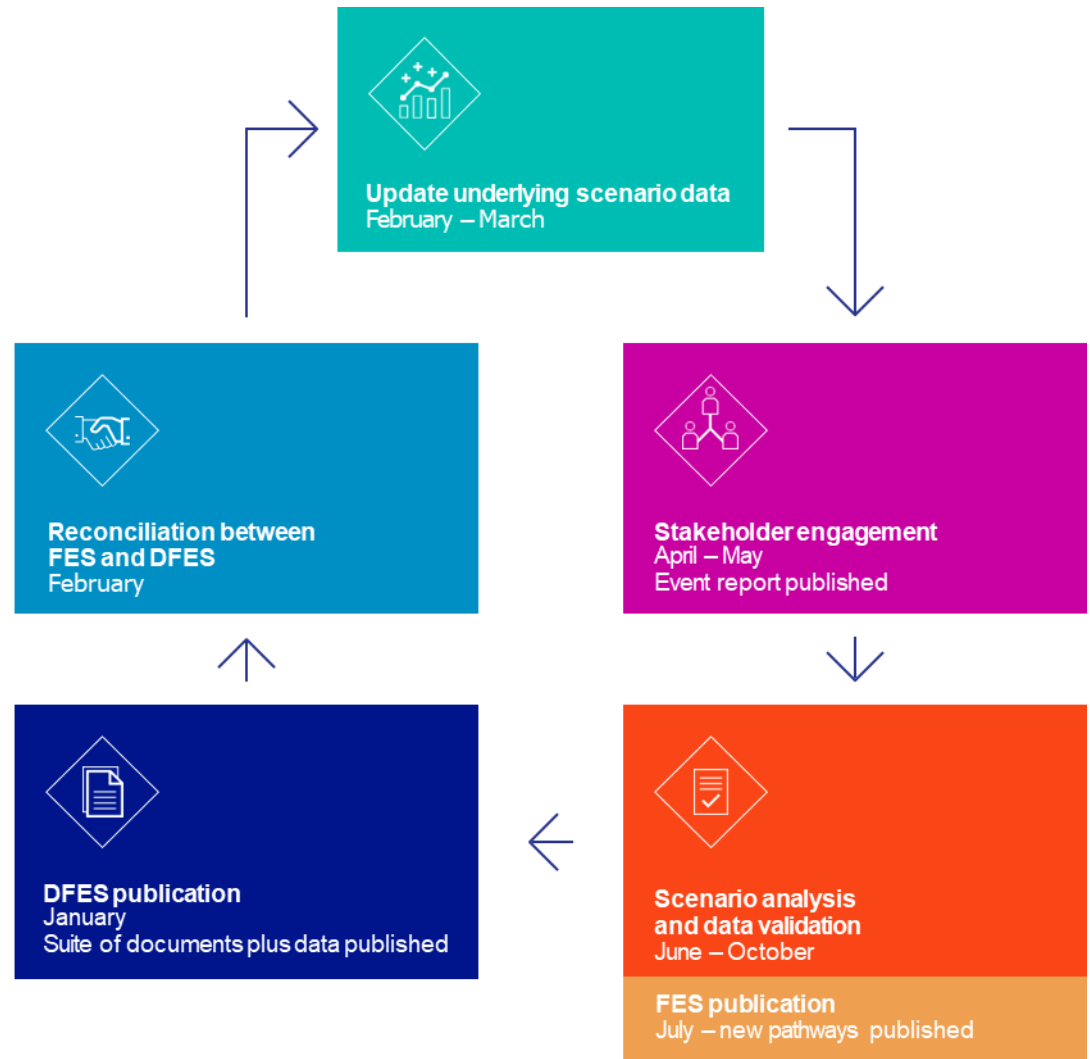 Update underlying scenario data
February – March
Stakeholder engagement
April – May
Event report published
Scenario analysis
and data validation
June – October
FES publication
July – new pathways published
DFES publication
January
Suite of documents plus data published
Reconciliation between
FES and DFES
February